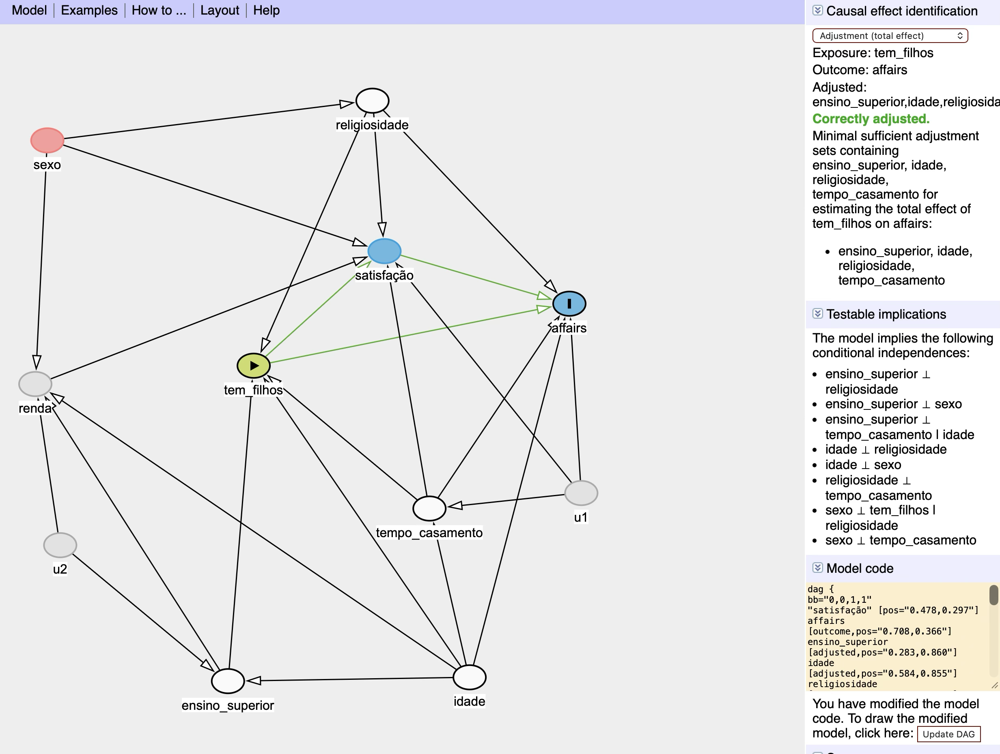 Model
Examples
How to ...
Layout
Help
religiosidade
sexo
satisfação
affairs
tem_filhos
renda
u1
tempo_casamento
u2
ensino_superior
idade
Causal effect identification
Adjustment (total effect)
Exposure: tem_filhos
Outcome: affairs
Adjusted:
ensino_superior,idade,religiosida
Correctly adjusted.
Minimal sufficient adjustment
sets containing
ensino_superior, idade,
religiosidade,
tempo_casamento for
estimating the total effect of
tem_filhos on affairs:
• ensino_superior, idade,
religiosidade,
tempo_casamento
Testable implications
The model implies the following
conditional independences:
• ensino_superior ⊥
religiosidade
• ensino_superior ⊥ sexo
• ensino_superior ⊥
tempo_casamento | idade
• idade ⊥ religiosidade
• idade ⊥ sexo
• religiosidade ⊥
tempo_casamento
• sexo ⊥ tem_filhos |
religiosidade
• sexo ⊥ tempo_casamento
Model code
dag {
bb="0,0,1,1"
"satisfação" [pos="0.478,0.297"]
affairs
[outcome,pos="0.708,0.366"]
ensino_superior
[adjusted,pos="0.283,0.860"]
idade
[adjusted,pos="0.584,0.855"]
religiosidade
You have modified the model
code. To draw the modified
model, click here: Update DAG